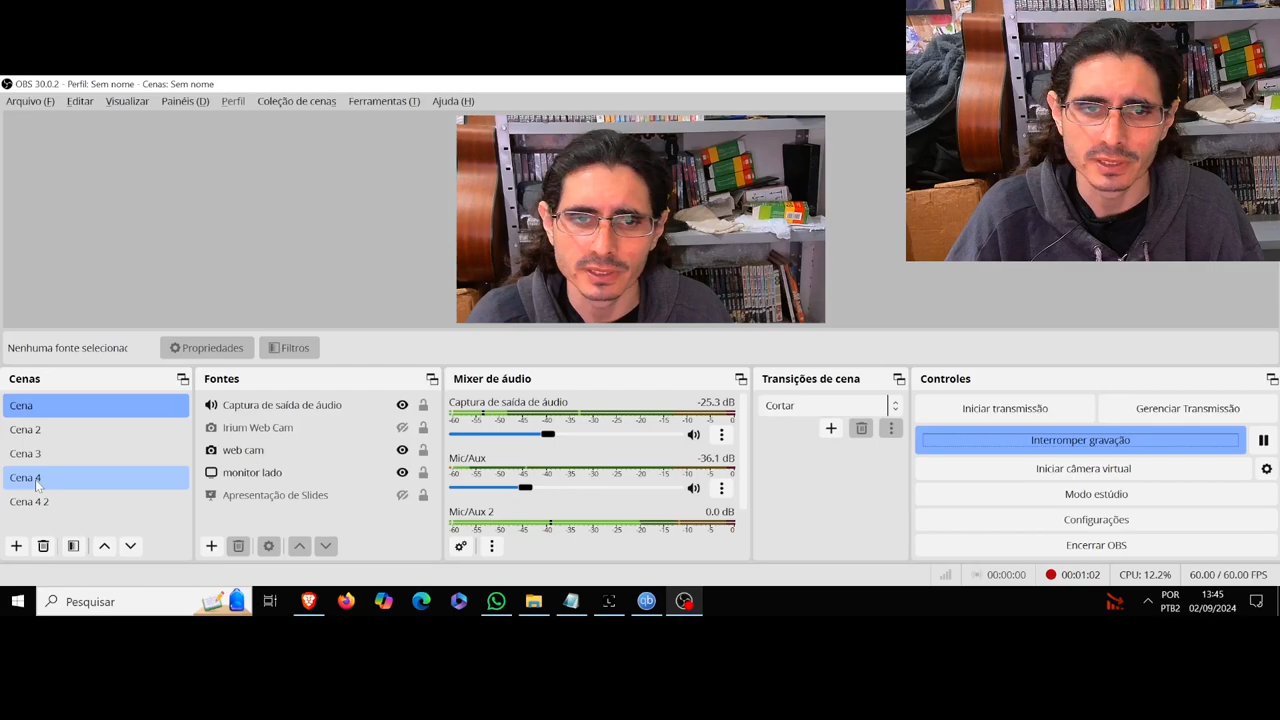 OBS 30.0.2 - Perfil: Sem nome - Cenas: Sem nome
Arquivo (F) Editar Visualizar Painéis (D) Perfil Coleção de cenas Ferramentas (T) Ajuda (H)
Nenhuma fonte selecionac Propriedades Filtros
Cenas
Cena
Cena 2
Cena 3
Cena 4
Cena 4 2
Fontes
Captura de saída de áudio
Irium Web Cam
web cam
monitor lado
Apresentação de Slides
Mixer de áudio
Captura de saída de áudio -25.3 dB
-60 -55 -50 -45 -40 -35 -30 -25 -20 -15 -10 -5 0
Mic/Aux -36.1 dB
-60 -55 -50 -45 -40 -35 -30 -25 -20 -15 -10 -5 0
Mic/Aux 2 0.0 dB
-60 -55 -50 -45 -40 -35 -30 -25 -20 -15 -10 -5 0
Transições de cena
Cortar
Controles
Iniciar transmissão Gerenciar Transmissão
Interromper gravação
Iniciar câmera virtual
Modo estúdio
Configurações
Encerrar OBS
00:00:00 00:01:02 CPU: 12.2% 60.00 / 60.00 FPS
Pesquisar
qb
POR
PTB2
13:45
02/09/2024